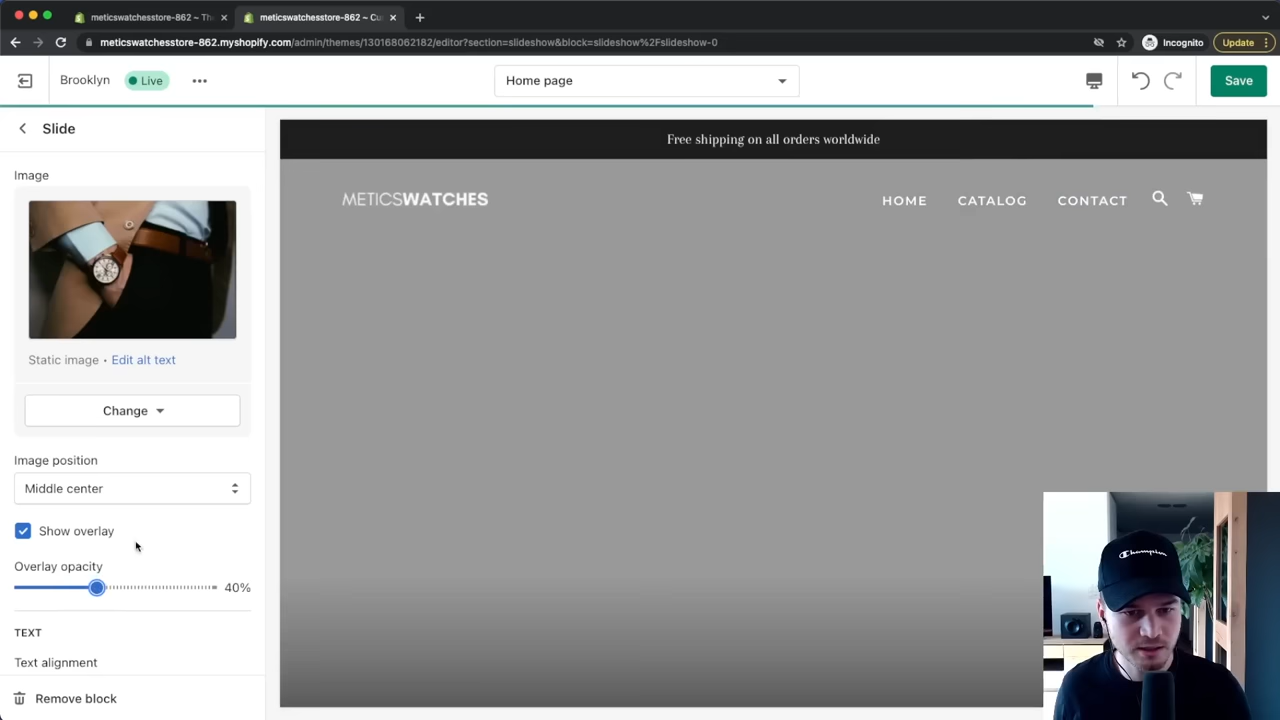 meticswatchesstore-862 ~ Th
meticswatchesstore-862 ~ Cu
meticswatchesstore-862.myshopify.com/admin/themes/130168062182/editor?section=slideshow&block=slideshow%2Fslideshow-0
Incognito
Update
Brooklyn
Live
Home page
Save
Slide
Image
Static image • Edit alt text
Change
Image position
Middle center
Show overlay
Overlay opacity
40%
TEXT
Text alignment
Remove block
Free shipping on all orders worldwide
METICSWATCHES
HOME
CATALOG
CONTACT
Champion